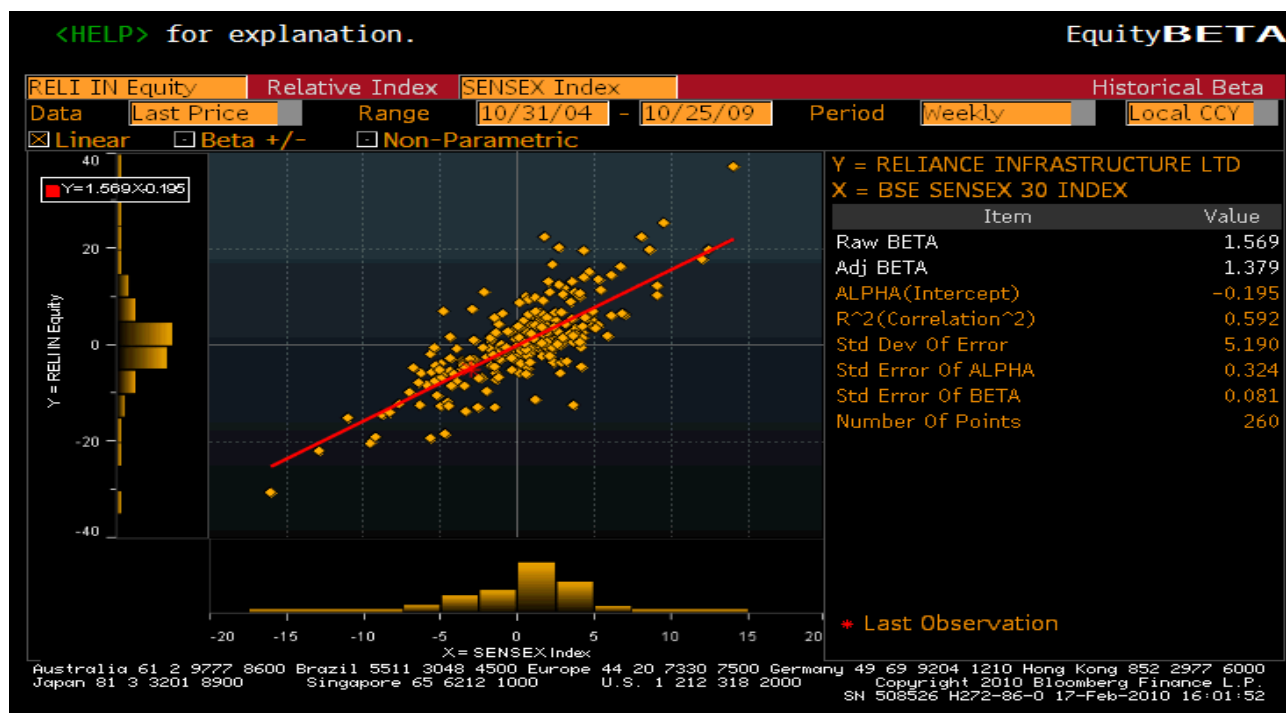 <HELP> for explanation. EquityBETA
RELI IN Equity Relative Index SENSEX Index Historical Beta
Data Last Price Range 10/31/04 - 10/25/09 Period Weekly Local CCY
Linear Beta +/- Non-Parametric
Y = RELIANCE INFRASTRUCTURE LTD
X = BSE SENSEX 30 INDEX
Item Value
Raw BETA 1.569
Adj BETA 1.379
ALPHA(Intercept) -0.195
R^2(Correlation^2) 0.592
Std Dev Of Error 5.190
Std Error Of ALPHA 0.324
Std Error Of BETA 0.081
Number Of Points 260
* Last Observation
40
Y=1.569X-0.195
20
0
-20
-40
Y = RELI IN Equity
-20 -15 -10 -5 0 5 10 15 20
X = SENSEX Index
Australia 61 2 9777 8600 Brazil 5511 3048 4500 Europe 44 20 7330 7500 Germany 49 69 9204 1210 Hong Kong 852 2977 6000
Japan 81 3 3201 8900 Singapore 65 6212 1000 U.S. 1 212 318 2000 Copyright 2010 Bloomberg Finance L.P.
SN 508526 H272-86-0 17-Feb-2010 16:01:52